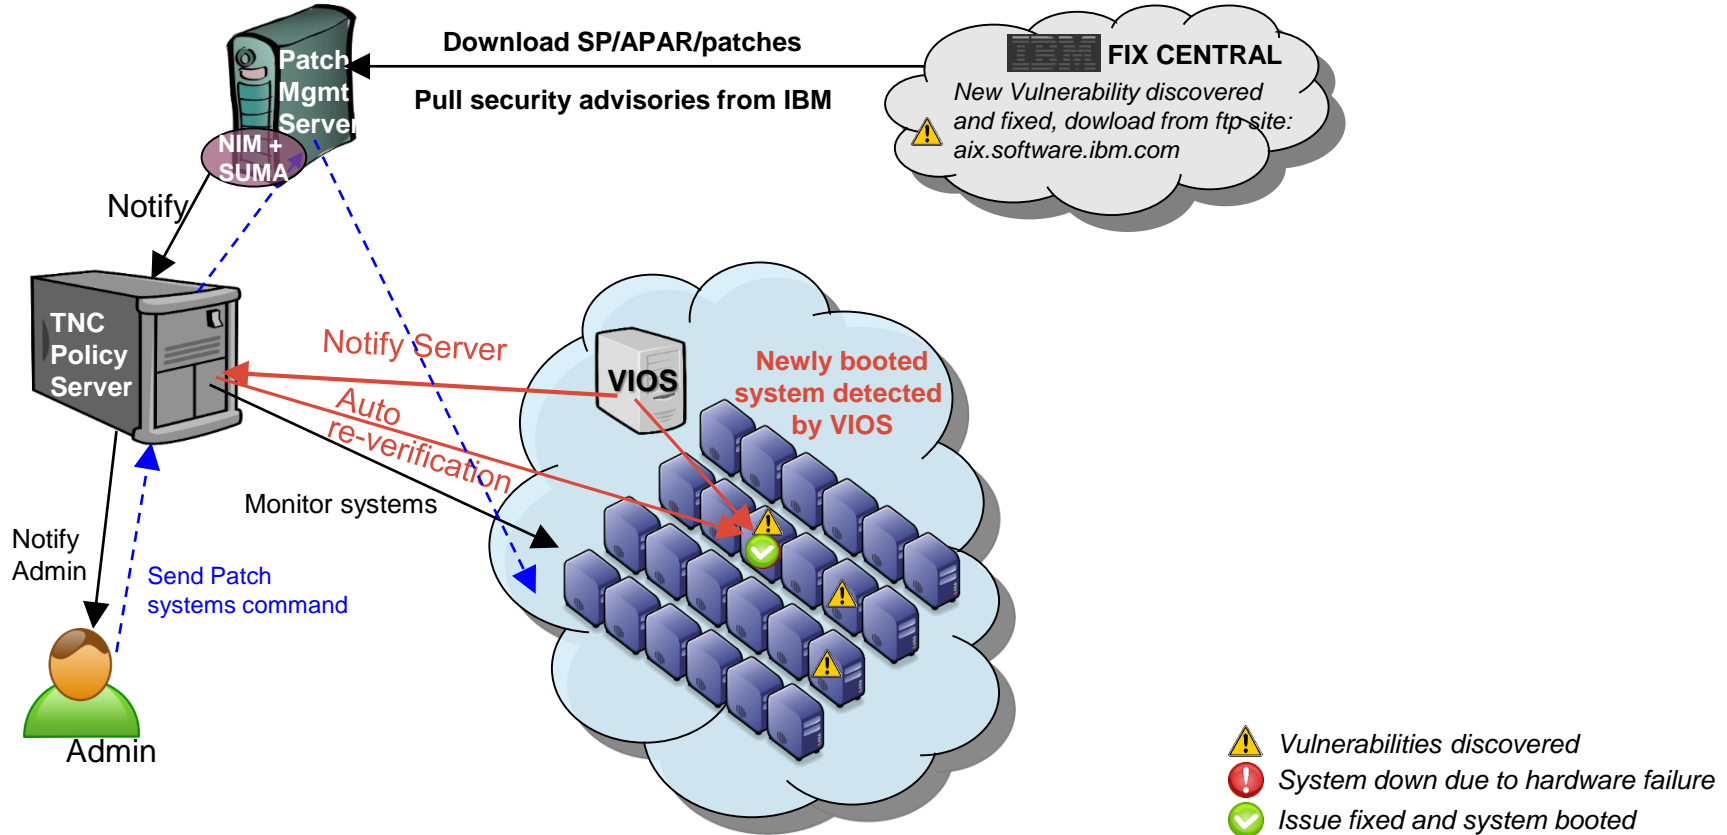 Download SP/APAR/patches
Pull security advisories from IBM
IBM FIX CENTRAL
New Vulnerability discovered
and fixed, dowload from ftp site:
aix.software.ibm.com
Patch
Mgmt
Server
NIM +
SUMA
Notify
TNC
Policy
Server
Notify Server
Auto
re-verification
Monitor systems
VIOS
Newly booted
system detected
by VIOS
Notify
Admin
Send Patch
systems command
Admin
Vulnerabilities discovered
System down due to hardware failure
Issue fixed and system booted